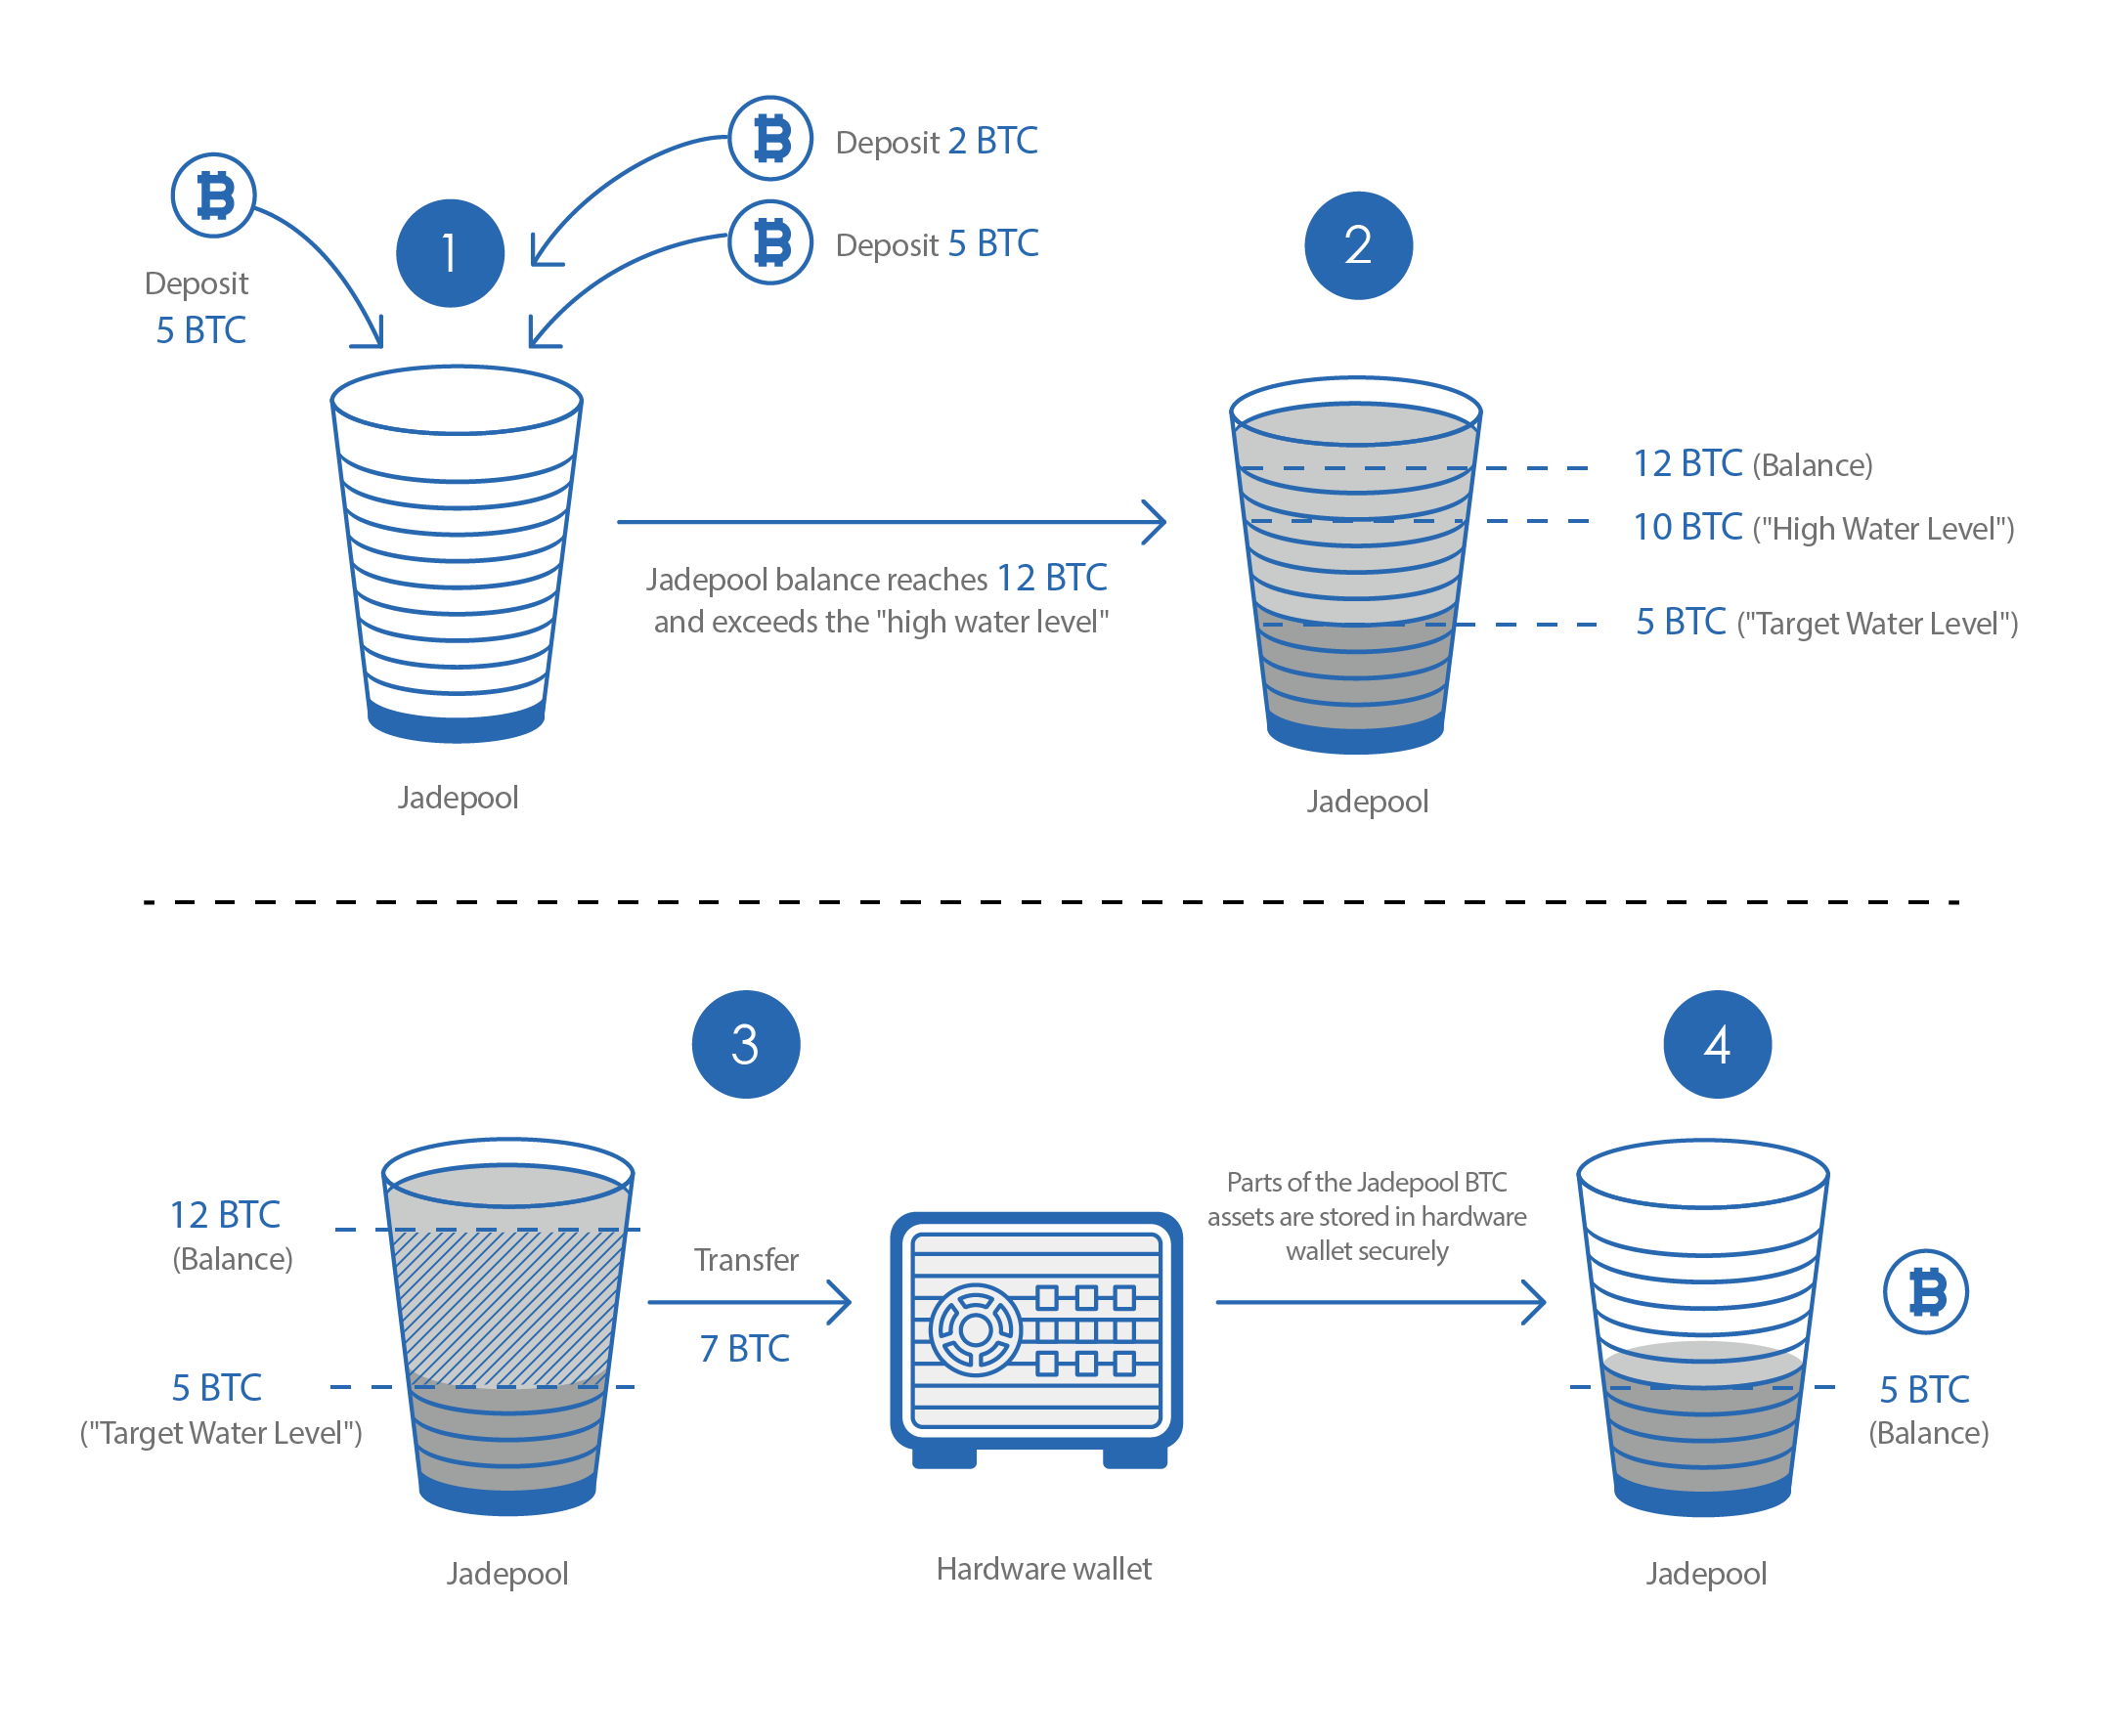 Deposit 2 BTC
Deposit 5 BTC
Deposit
5 BTC
1
2
12 BTC (Balance)
10 BTC ("High Water Level")
5 BTC ("Target Water Level")
Jadepool balance reaches 12 BTC
and exceeds the "high water level"
Jadepool
Jadepool
3
4
12 BTC
(Balance)
5 BTC
("Target Water Level")
Transfer
7 BTC
Parts of the Jadepool BTC
assets are stored in hardware
wallet securely
5 BTC
(Balance)
Jadepool
Hardware wallet
Jadepool